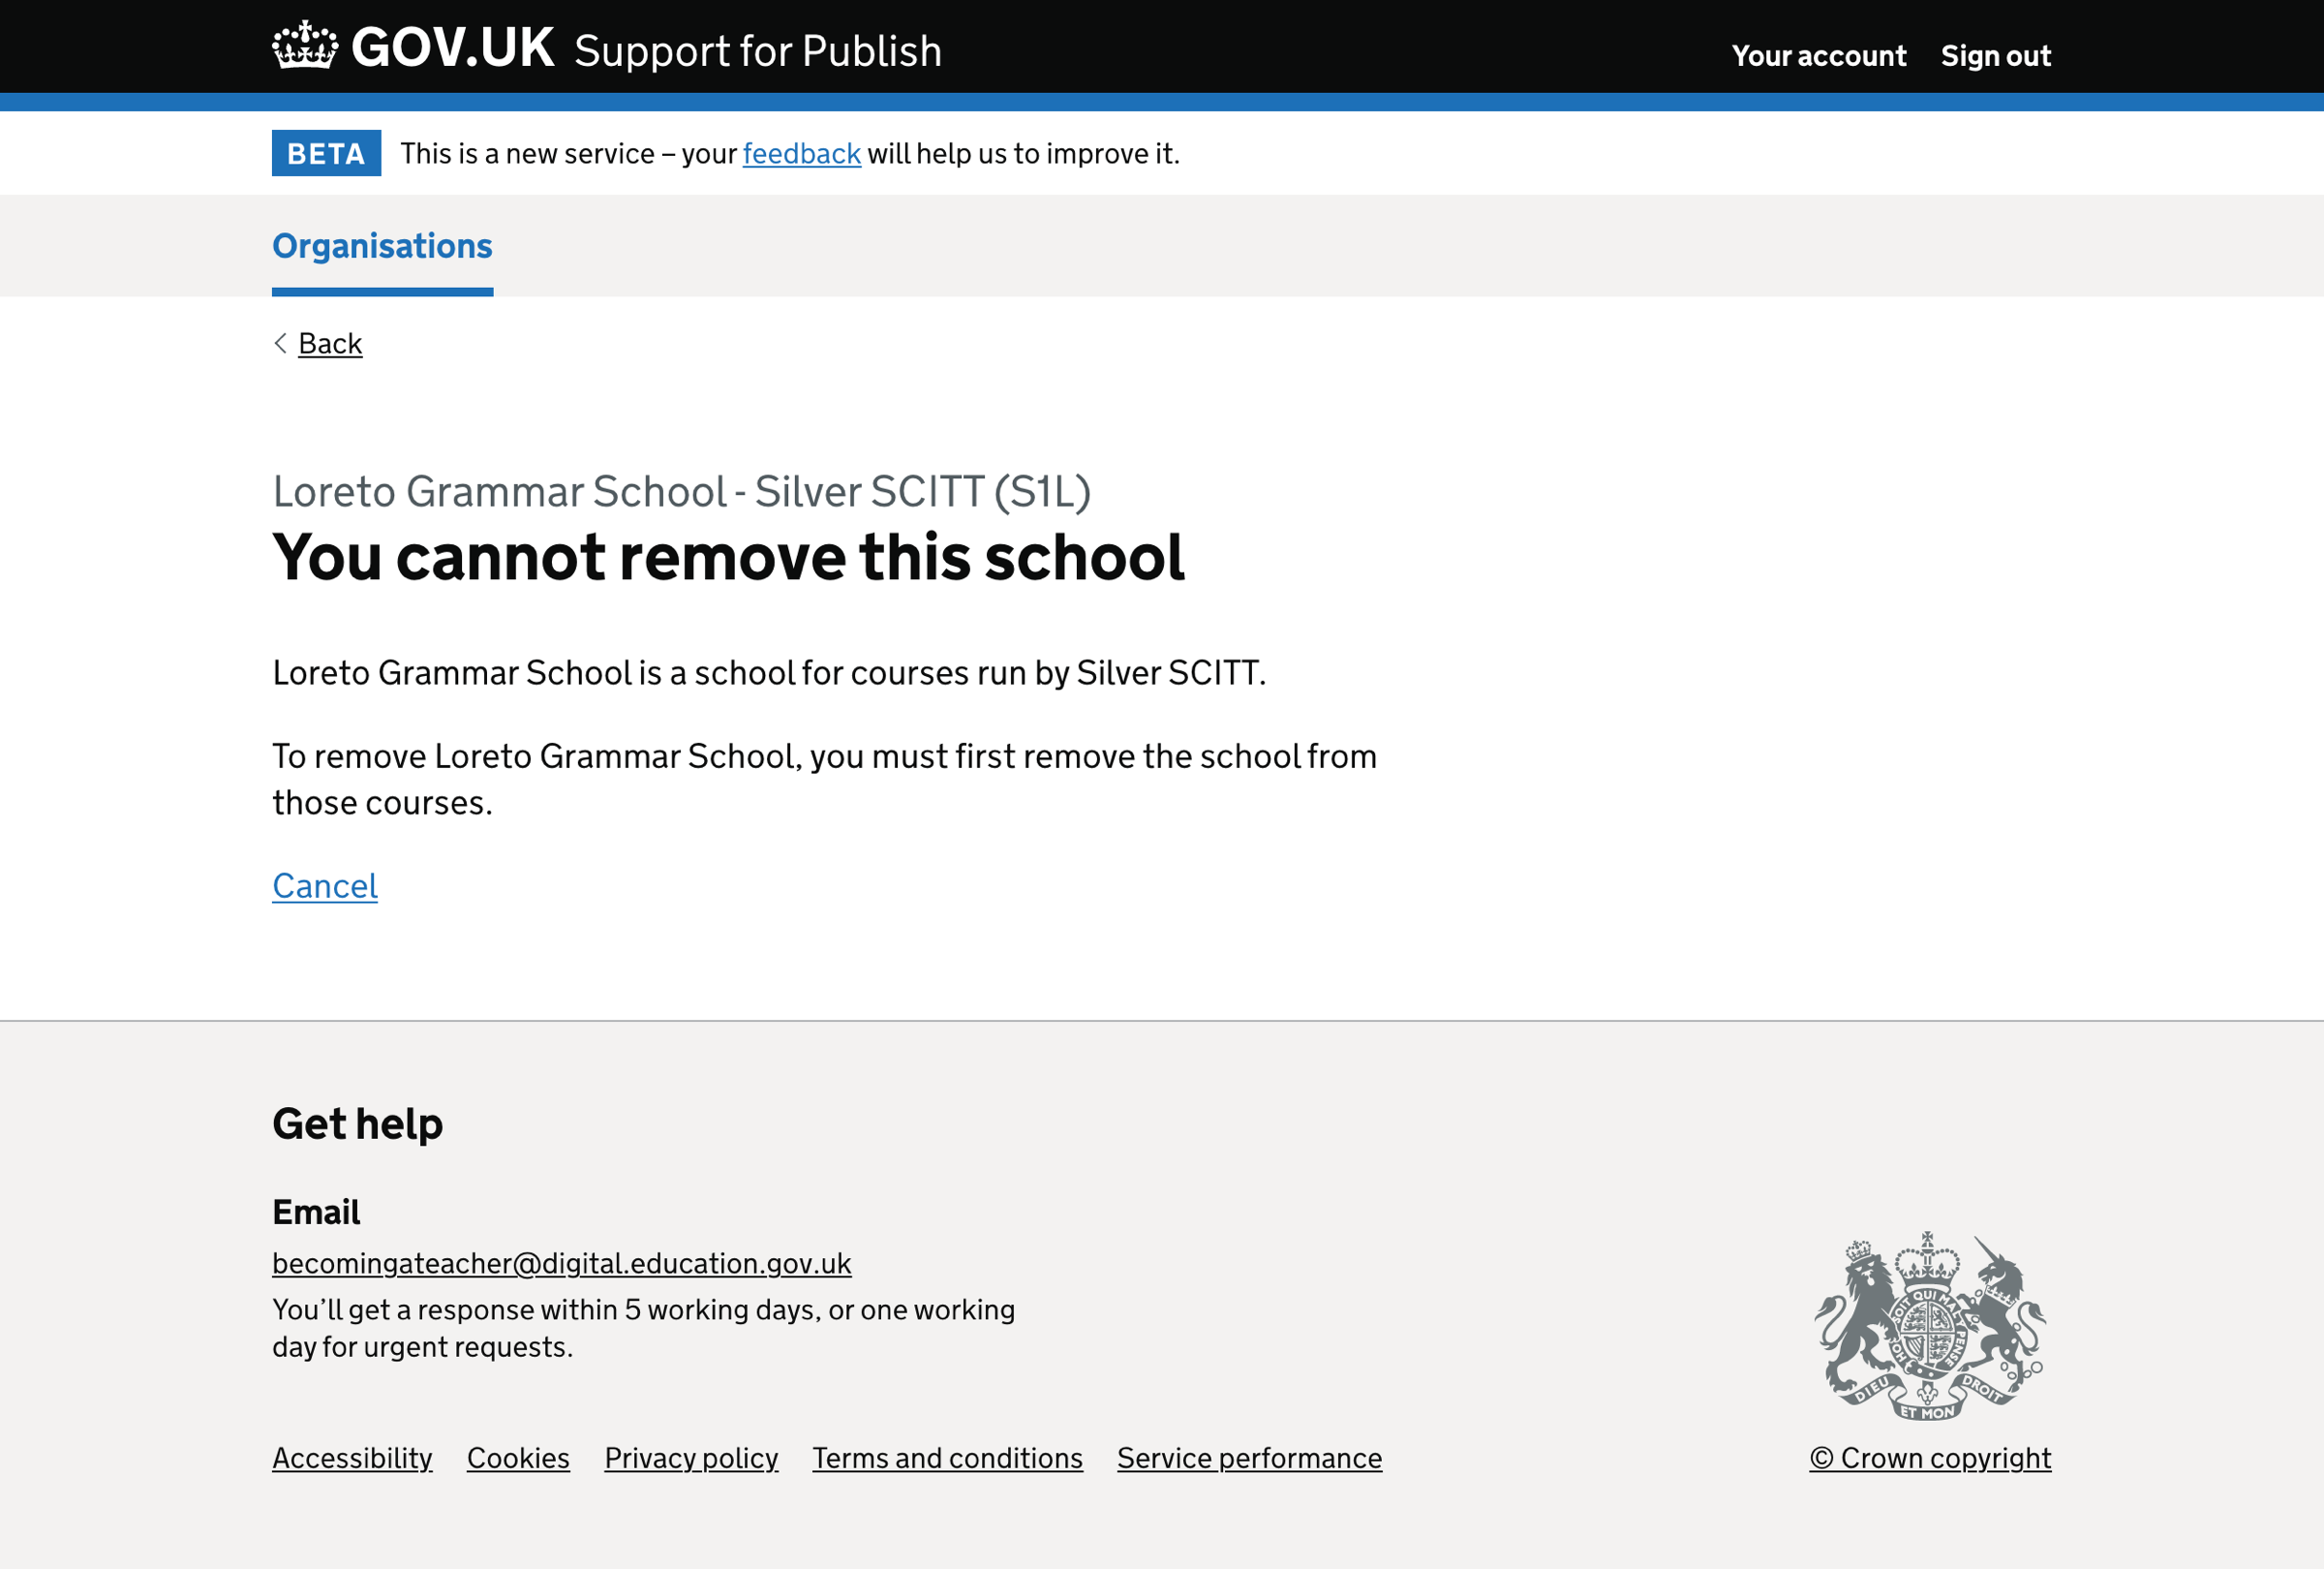 GOV.UK Support for Publish
Your account Sign out
BETA This is a new service – your feedback will help us to improve it.
Organisations
Back
Loreto Grammar School - Silver SCITT (S1L)
You cannot remove this school
Loreto Grammar School is a school for courses run by Silver SCITT.
To remove Loreto Grammar School, you must first remove the school from
those courses.
Cancel
Get help
Email
becomingateacher@digital.education.gov.uk
You’ll get a response within 5 working days, or one working
day for urgent requests.
SOIT QUI MAL Y PENSE
HO
DIEU ET MON DROIT
Accessibility Cookies Privacy policy Terms and conditions Service performance
© Crown copyright